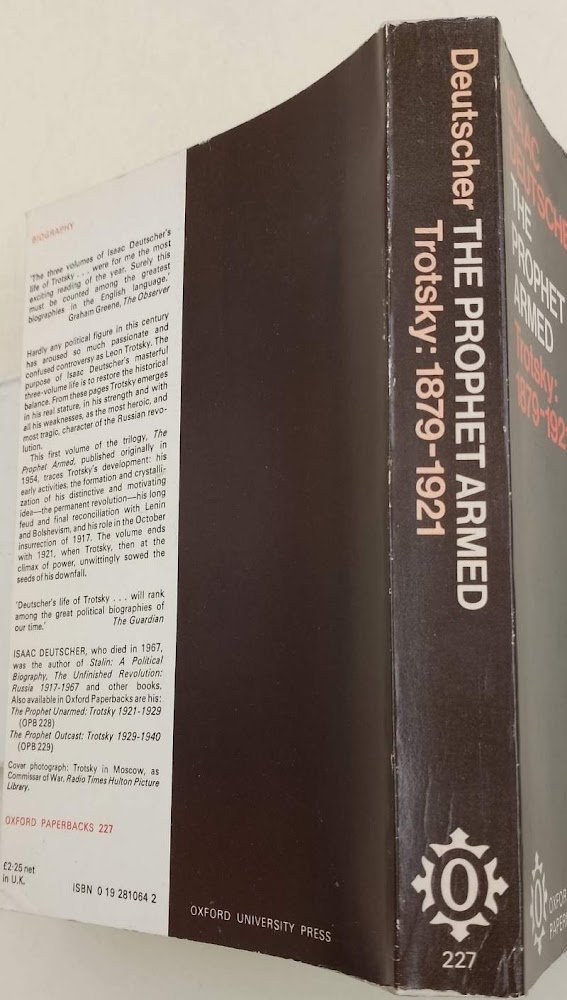 BIOGRAPHY
'The three volumes of Isaac Deutscher's
life of Trotsky . . . were for me the most
exciting reading of the year. Surely this
must be counted among the greatest
biographies in the English language.'
Graham Greene, The Observer
Hardly any political figure in this century
has aroused so much passionate and
confused controversy as Leon Trotsky. The
purpose of Isaac Deutscher's masterful
three-volume life is to restore the historical
balance. From these pages Trotsky emerges
in his real stature, in his strength and with
all his weaknesses, as the most heroic, and
most tragic, character of the Russian revo-
lution.
This first volume of the trilogy, The
Prophet Armed, published originally in
1954, traces Trotsky's development: his
early activities, the formation and crystalli-
zation of his distinctive and motivating
idea—the permanent revolution—his long
feud and final reconciliation with Lenin
and Bolshevism, and his role in the October
insurrection of 1917. The volume ends
with 1921, when Trotsky, then at the
climax of power, unwittingly sowed the
seeds of his downfall.
'Deutscher's life of Trotsky . . . will rank
among the great political biographies of
our time.' The Guardian
ISAAC DEUTSCHER, who died in 1967,
was the author of Stalin: A Political
Biography, The Unfinished Revolution:
Russia 1917-1967 and other books.
Also available in Oxford Paperbacks are his:
The Prophet Unarmed: Trotsky 1921-1929
(OPB 228)
The Prophet Outcast: Trotsky 1929-1940
(OPB 229)
Cover photograph: Trotsky in Moscow, as
Commissar of War. Radio Times Hulton Picture
Library.
OXFORD PAPERBACKS 227
£2·25 net
in U.K.
ISBN 0 19 281064 2
OXFORD UNIVERSITY PRESS
Deutscher THE PROPHET ARMED
Trotsky: 1879-1921
O
227
ISAAC
DEUTSCHER
THE
PROPHET
ARMED
Trotsky:
1879-1921
O
OXFORD